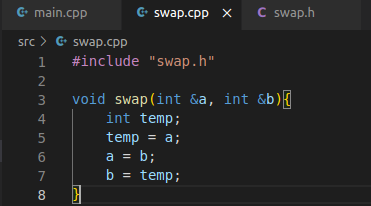 main.cpp swap.cpp × C swap.h
src > swap.cpp
1 #include "swap.h"
2
3 void swap(int &a, int &b){
4     int temp;
5     temp = a;
6     a = b;
7     b = temp;
8 }